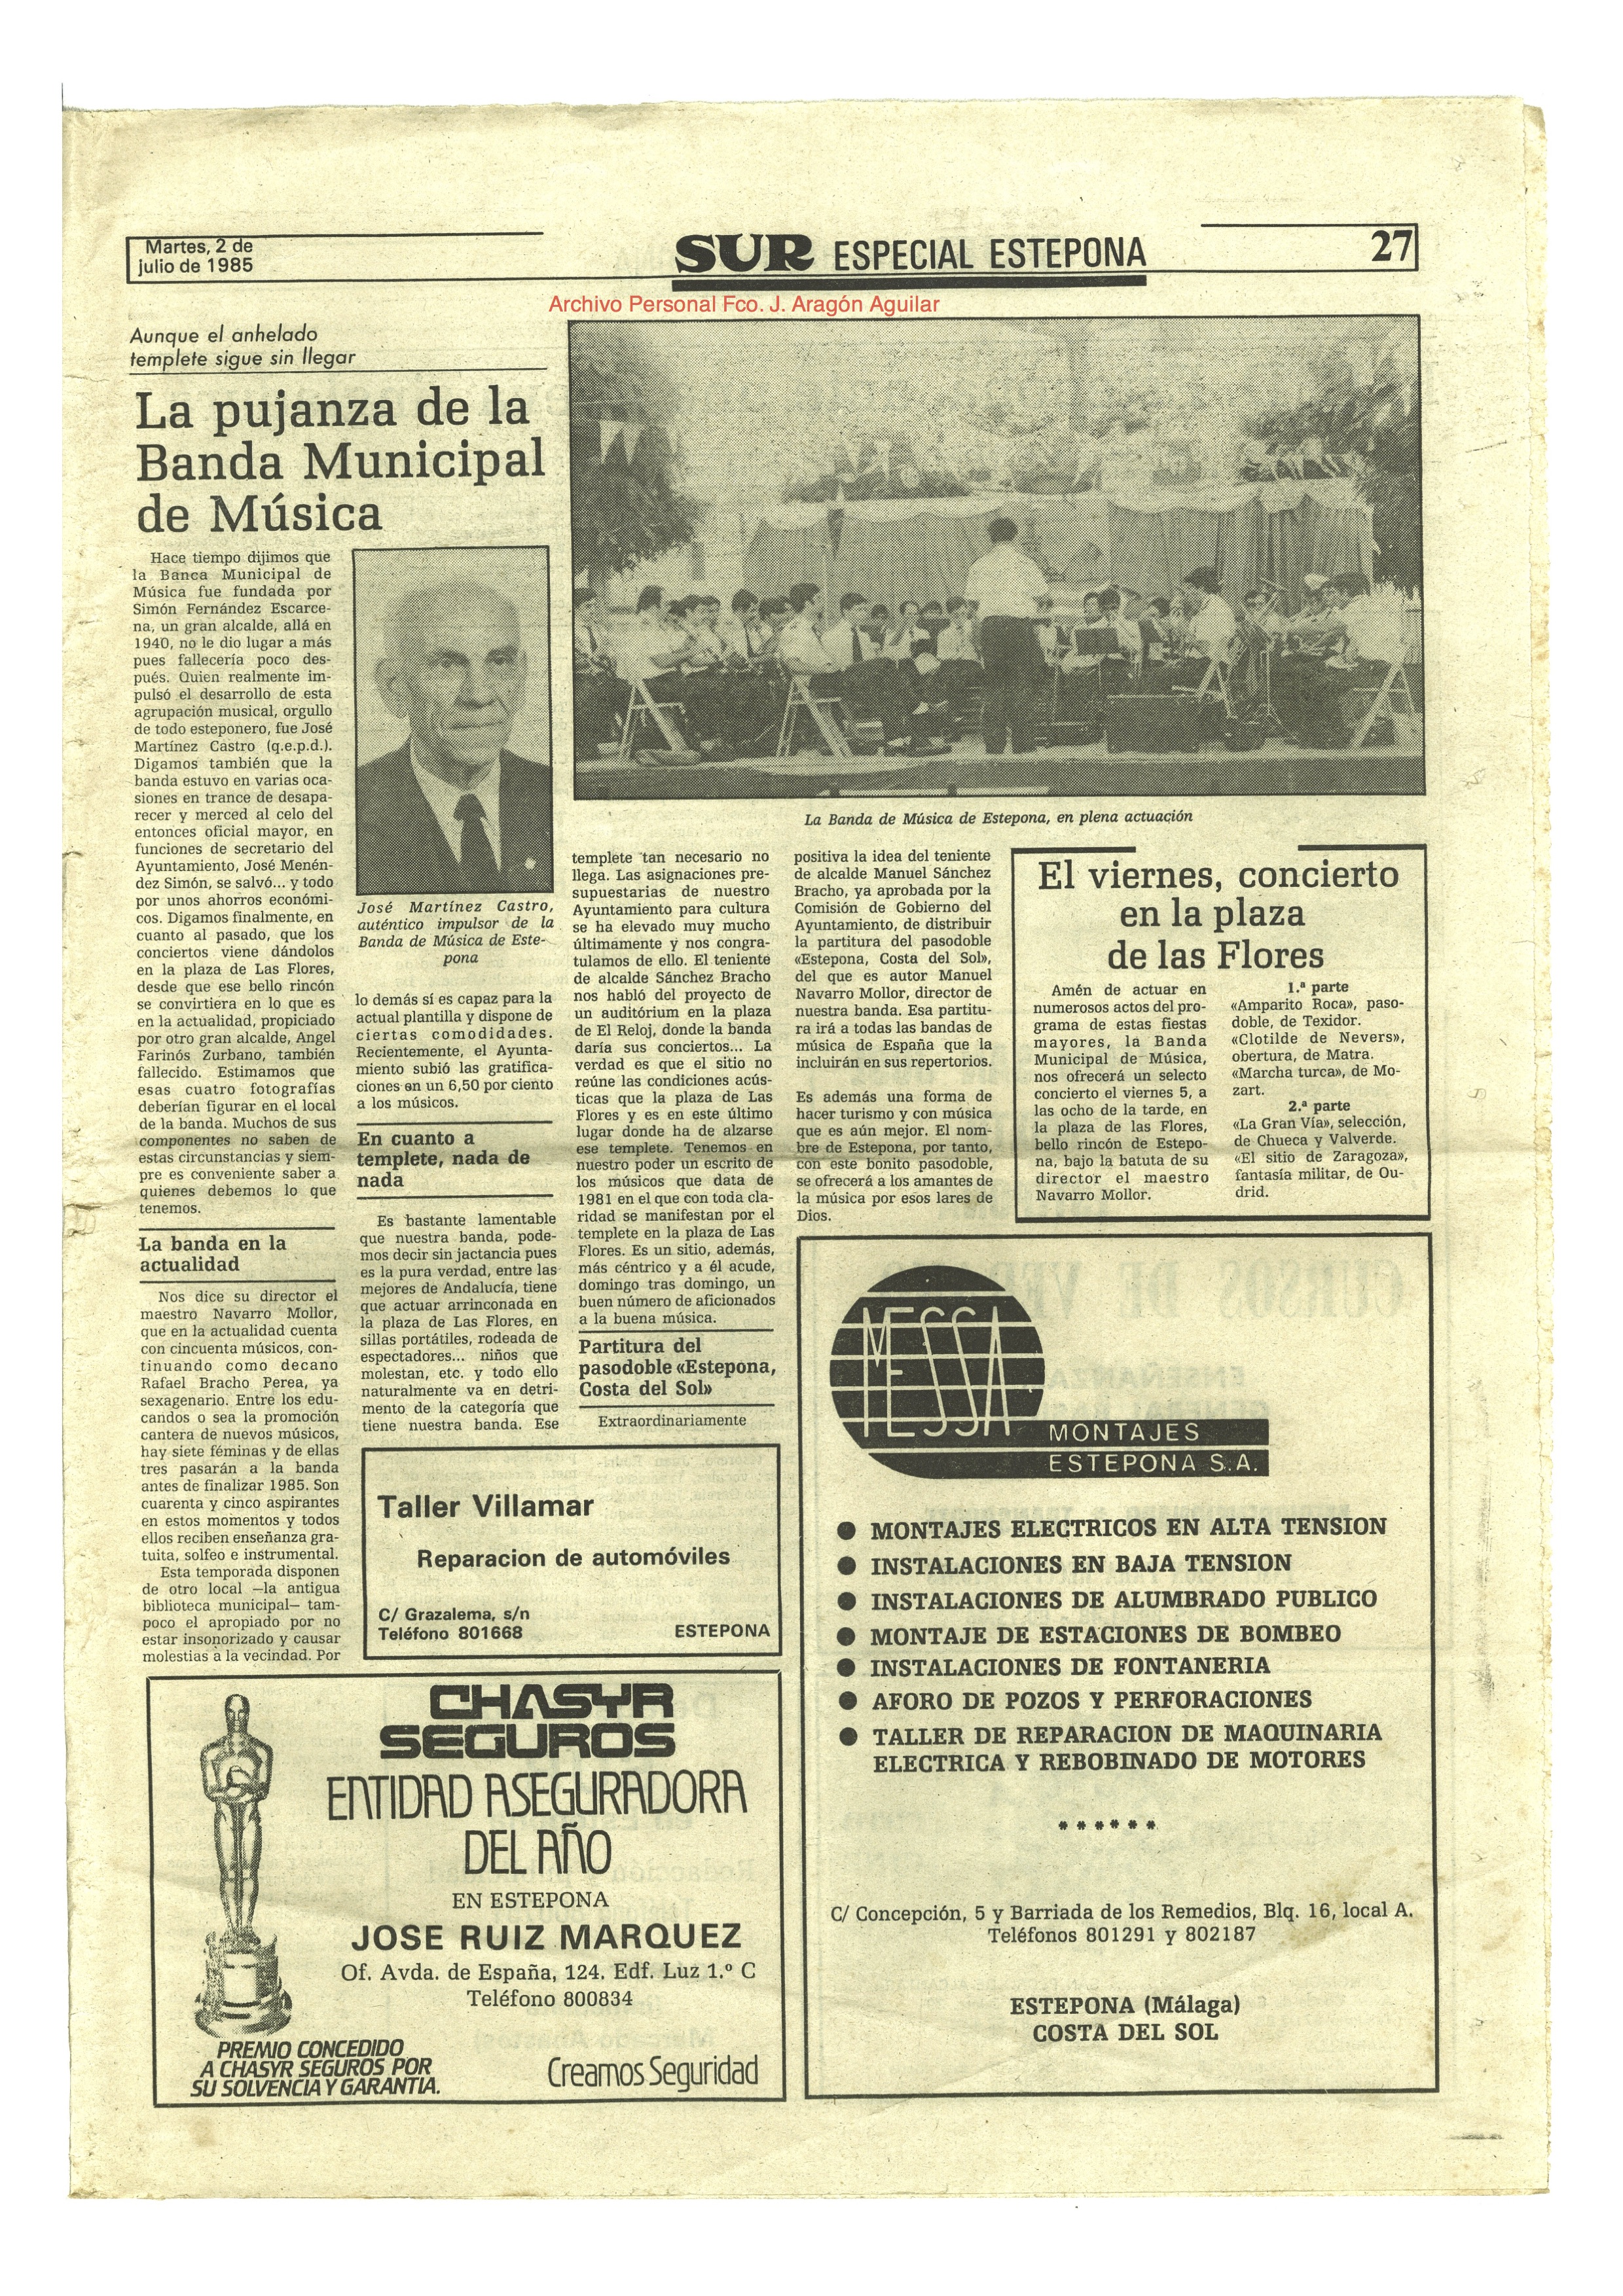 Martes, 2 de
julio de 1985
SUR ESPECIAL ESTEPONA
27
Archivo Personal Fco. J. Aragón Aguilar
Aunque el anhelado
templete sigue sin llegar
La pujanza de la
Banda Municipal
de Música
Hace tiempo dijimos que
la Banca Municipal de
Música fue fundada por
Simón Fernández Escarce-
na, un gran alcalde, allá en
1940, no le dio lugar a más
pues fallecería poco des-
pués. Quien realmente im-
pulsó el desarrollo de esta
agrupación musical, orgullo
de todo esteponero, fue José
Martínez Castro (q.e.p.d.).
Digamos también que la
banda estuvo en varias oca-
siones en trance de desapa-
recer y merced al celo del
entonces oficial mayor, en
funciones de secretario del
Ayuntamiento, José Menén-
dez Simón, se salvó... y todo
por unos ahorros económi-
cos. Digamos finalmente, en
cuanto al pasado, que los
conciertos viene dándolos
en la plaza de Las Flores,
desde que ese bello rincón
se convirtiera en lo que es
en la actualidad, propiciado
por otro gran alcalde, Angel
Farinós Zurbano, también
fallecido. Estimamos que
esas cuatro fotografías
deberían figurar en el local
de la banda. Muchos de sus
componentes no saben de
estas circunstancias y siem-
pre es conveniente saber a
quienes debemos lo que
tenemos.
La banda en la
actualidad
Nos dice su director el
maestro Navarro Mollor,
que en la actualidad cuenta
con cincuenta músicos, con-
tinuando como decano
Rafael Bracho Perea, ya
sexagenario. Entre los edu-
candos o sea la promoción
cantera de nuevos músicos,
hay siete féminas y de ellas
tres pasarán a la banda
antes de finalizar 1985. Son
cuarenta y cinco aspirantes
en estos momentos y todos
ellos reciben enseñanza gra-
tuita, solfeo e instrumental.
Esta temporada disponen
de otro local —la antigua
biblioteca municipal— tam-
poco el apropiado por no
estar insonorizado y causar
molestias a la vecindad. Por
José Martínez Castro,
auténtico impulsor de la
Banda de Música de Este-
pona
lo demás sí es capaz para la
actual plantilla y dispone de
ciertas comodidades.
Recientemente, el Ayunta-
miento subió las gratifica-
ciones en un 6,50 por ciento
a los músicos.
En cuanto a
templete, nada de
nada
Es bastante lamentable
que nuestra banda, pode-
mos decir sin jactancia pues
es la pura verdad, entre las
mejores de Andalucía, tiene
que actuar arrinconada en
la plaza de Las Flores, en
sillas portátiles, rodeada de
espectadores... niños que
molestan, etc. y todo ello
naturalmente va en detri-
mento de la categoría que
tiene nuestra banda. Ese
La Banda de Música de Estepona, en plena actuación
templete tan necesario no
llega. Las asignaciones pre-
supuestarias de nuestro
Ayuntamiento para cultura
se ha elevado muy mucho
últimamente y nos congra-
tulamos de ello. El teniente
de alcalde Sánchez Bracho
nos habló del proyecto de
un auditórium en la plaza
de El Reloj, donde la banda
daría sus conciertos... La
verdad es que el sitio no
reúne las condiciones acús-
ticas que la plaza de Las
Flores y es en este último
lugar donde ha de alzarse
ese templete. Tenemos en
nuestro poder un escrito de
los músicos que data de
1981 en el que con toda cla-
ridad se manifestan por el
templete en la plaza de Las
Flores. Es un sitio, además,
más céntrico y a él acude,
domingo tras domingo, un
buen número de aficionados
a la buena música.
Partitura del
pasodoble «Estepona,
Costa del Sol»
Extraordinariamente
positiva la idea del teniente
de alcalde Manuel Sánchez
Bracho, ya aprobada por la
Comisión de Gobierno del
Ayuntamiento, de distribuir
la partitura del pasodoble
«Estepona, Costa del Sol»,
del que es autor Manuel
Navarro Mollor, director de
nuestra banda. Esa partitu-
ra irá a todas las bandas de
música de España que la
incluirán en sus repertorios.
Es además una forma de
hacer turismo y con música
que es aún mejor. El nom-
bre de Estepona, por tanto,
con este bonito pasodoble,
se ofrecerá a los amantes de
la música por esos lares de
Dios.
El viernes, concierto
en la plaza
de las Flores
Amén de actuar en
numerosos actos del pro-
grama de estas fiestas
mayores, la Banda
Municipal de Música,
nos ofrecerá un selecto
concierto el viernes 5, a
las ocho de la tarde, en
la plaza de las Flores,
bello rincón de Estepo-
na, bajo la batuta de su
director el maestro
Navarro Mollor.
1.ª parte
«Amparito Roca», paso-
doble, de Texidor.
«Clotilde de Nevers»,
obertura, de Matra.
«Marcha turca», de Mo-
zart.
2.ª parte
«La Gran Vía», selección,
de Chueca y Valverde.
«El sitio de Zaragoza»,
fantasía militar, de Ou-
drid.
Taller Villamar
Reparacion de automóviles
C/ Grazalema, s/n
Teléfono 801668
ESTEPONA
CHASYR
SEGUROS
ENTIDAD ASEGURADORA
DEL AÑO
EN ESTEPONA
JOSE RUIZ MARQUEZ
Of. Avda. de España, 124. Edf. Luz 1.º C
Teléfono 800834
PREMIO CONCEDIDO
A CHASYR SEGUROS POR
SU SOLVENCIA Y GARANTIA.
Creamos Seguridad
MESSA
MONTAJES
ESTEPONA S.A.
● MONTAJES ELECTRICOS EN ALTA TENSION
● INSTALACIONES EN BAJA TENSION
● INSTALACIONES DE ALUMBRADO PUBLICO
● MONTAJE DE ESTACIONES DE BOMBEO
● INSTALACIONES DE FONTANERIA
● AFORO DE POZOS Y PERFORACIONES
● TALLER DE REPARACION DE MAQUINARIA
ELECTRICA Y REBOBINADO DE MOTORES
******
C/ Concepción, 5 y Barriada de los Remedios, Blq. 16, local A.
Teléfonos 801291 y 802187
ESTEPONA (Málaga)
COSTA DEL SOL